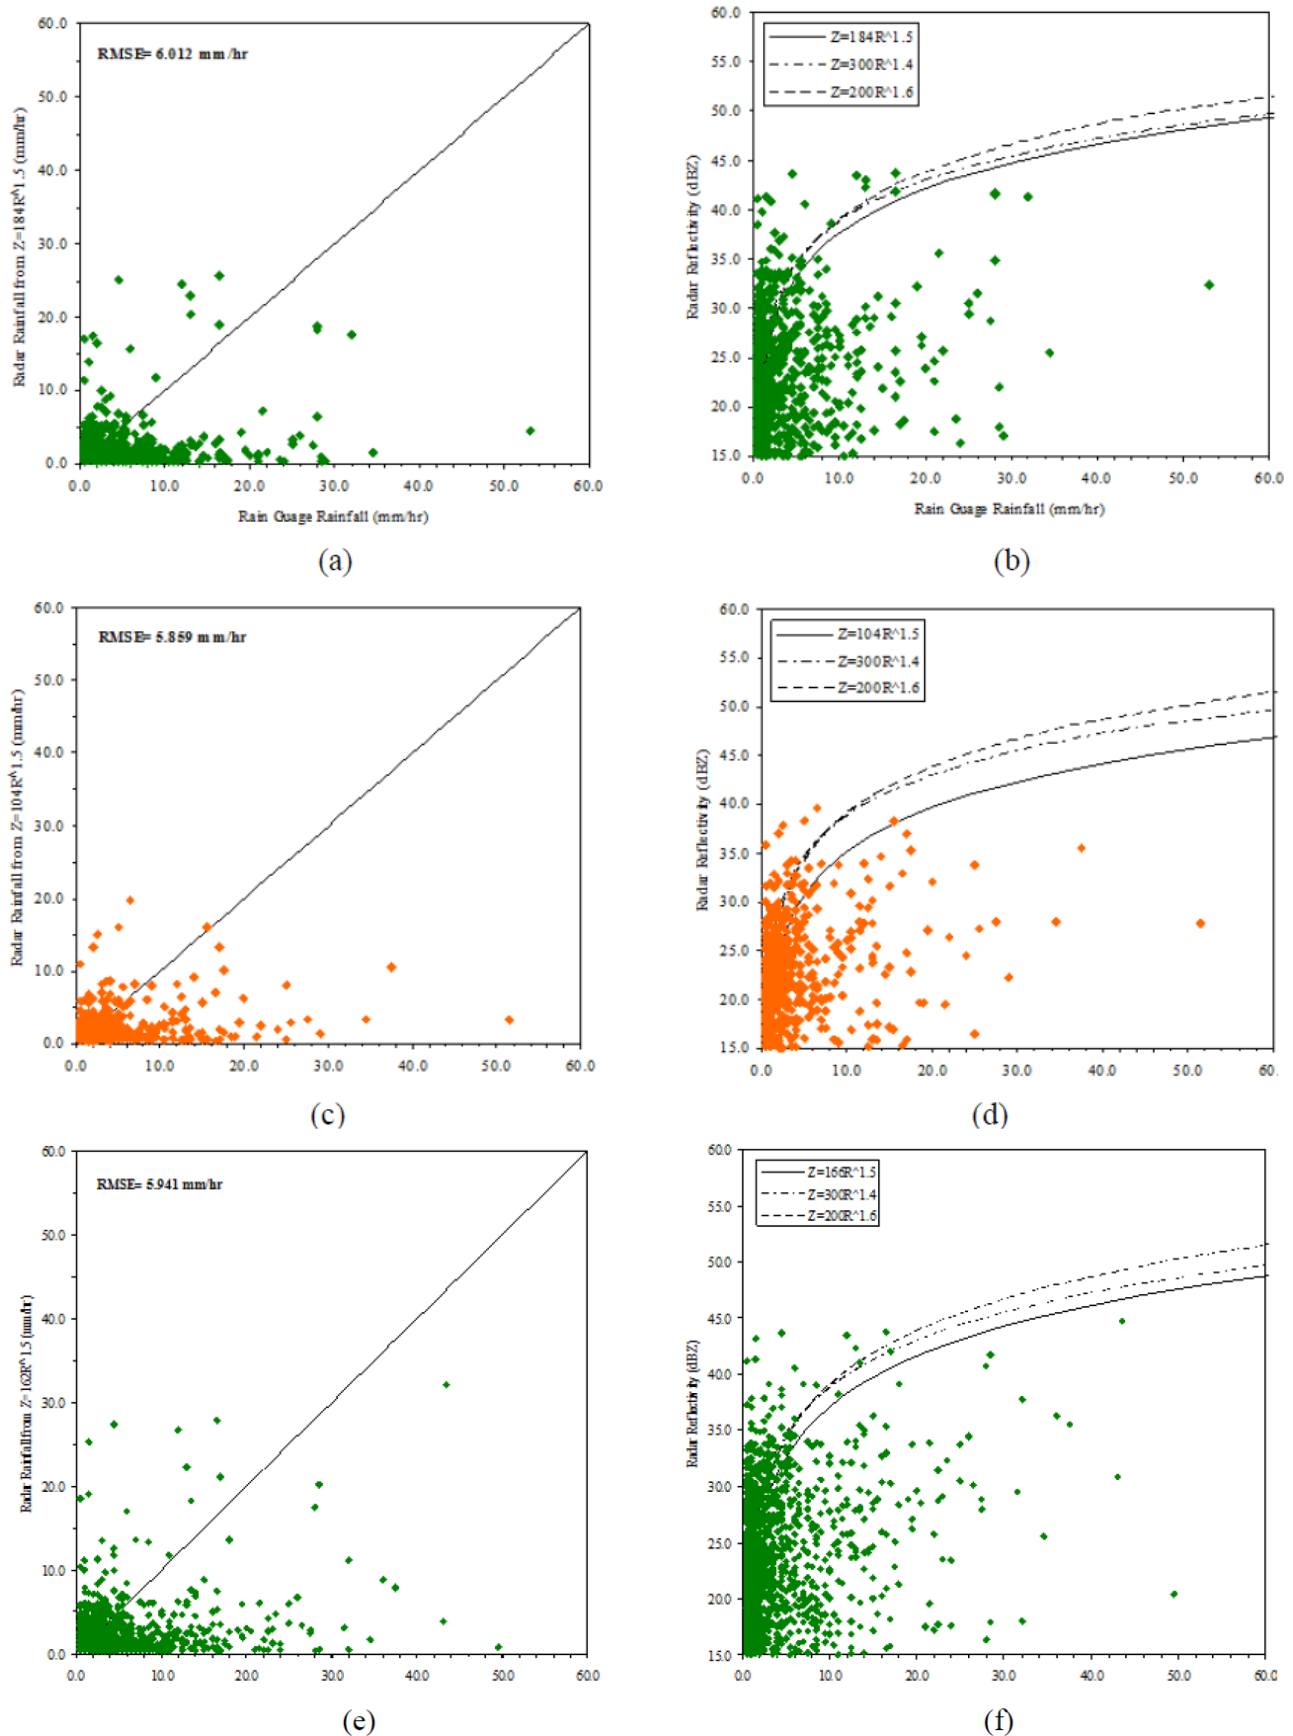 60.0
50.0
40.0
30.0
20.0
10.0
0.0
RMSE= 6.012 mm/hr
Radar Rainfall from Z=184R^1.5 (mm/hr)
0.0 10.0 20.0 30.0 40.0 50.0 60.0
Rain Guage Rainfall (mm/hr)
(a)
60.0
55.0
50.0
45.0
40.0
35.0
30.0
25.0
20.0
15.0
Z=184R^1.5
Z=300R^1.4
Z=200R^1.6
Radar Reflectivity (dBZ)
0.0 10.0 20.0 30.0 40.0 50.0 60.0
Rain Guage Rainfall (mm/hr)
(b)
60.0
50.0
40.0
30.0
20.0
10.0
0.0
RMSE= 5.859 mm/hr
Radar Rainfall from Z=104R^1.5 (mm/hr)
0.0 10.0 20.0 30.0 40.0 50.0 60.0
(c)
60.0
55.0
50.0
45.0
40.0
35.0
30.0
25.0
20.0
15.0
Z=104R^1.5
Z=300R^1.4
Z=200R^1.6
Radar Reflectivity (dBZ)
0.0 10.0 20.0 30.0 40.0 50.0 60.
(d)
60.0
50.0
40.0
30.0
20.0
10.0
0.0
RMSE= 5.941 mm/hr
Radar Rainfall from Z=162R^1.5 (mm/hr)
0.0 10.0 20.0 30.0 40.0 50.0 60.0
(e)
60.0
55.0
50.0
45.0
40.0
35.0
30.0
25.0
20.0
15.0
Z=166R^1.5
Z=300R^1.4
Z=200R^1.6
Radar Reflectivity (dBZ)
0.0 10.0 20.0 30.0 40.0 50.0 60.0
(f)